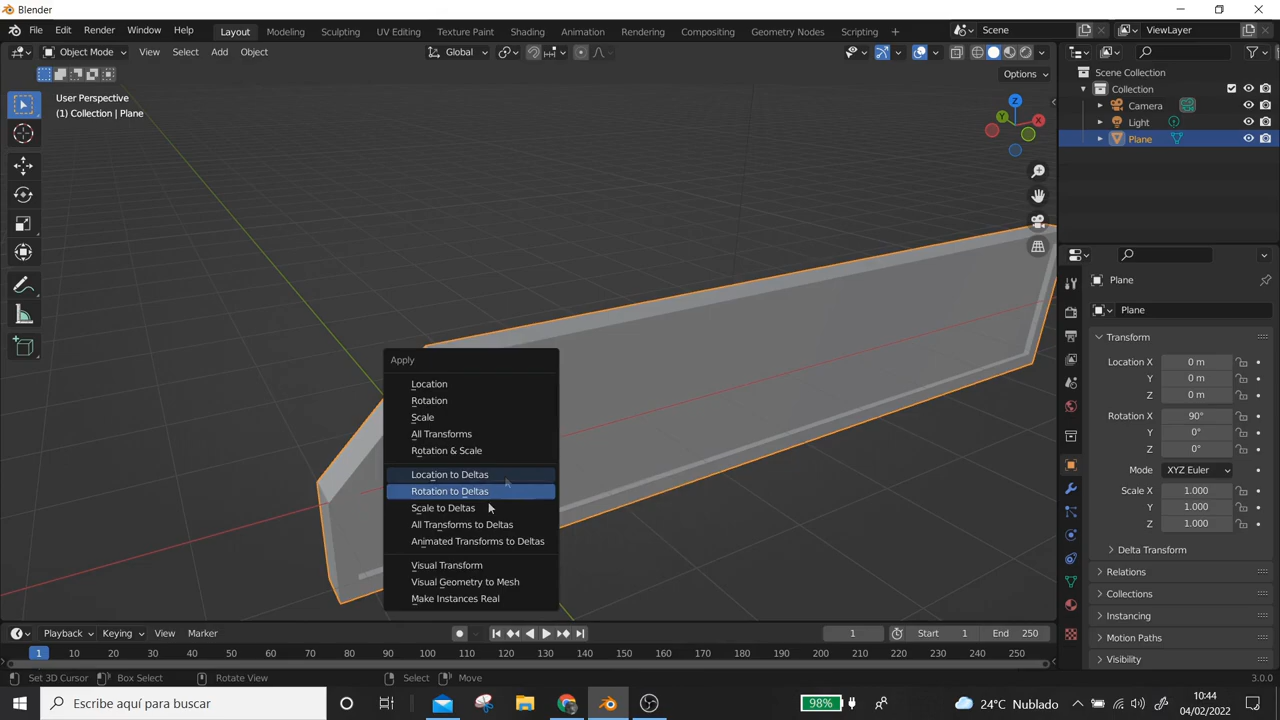 Blender
File Edit Render Window Help Layout Modeling Sculpting UV Editing Texture Paint Shading Animation Rendering Compositing Geometry Nodes Scripting + Scene ViewLayer
Object Mode View Select Add Object Global
Options
User Perspective
(1) Collection | Plane
Z
Y
X
Scene Collection
Collection
Camera
Light
Plane
Apply
Location
Rotation
Scale
All Transforms
Rotation & Scale
Location to Deltas
Rotation to Deltas
Scale to Deltas
All Transforms to Deltas
Animated Transforms to Deltas
Visual Transform
Visual Geometry to Mesh
Make Instances Real
Plane
Plane
Transform
Location X 0 m
Y 0 m
Z 0 m
Rotation X 90°
Y 0°
Z 0°
Mode XYZ Euler
Scale X 1.000
Y 1.000
Z 1.000
Delta Transform
Relations
Collections
Instancing
Motion Paths
Visibility
Playback Keying View Marker 1 Start 1 End 250
1 10 20 30 40 50 60 70 80 90 100 110 120 130 140 150 160 170 180 190 200 210 220 230 240 250
Set 3D Cursor Box Select Rotate View Select Move 3.0.0
Escribe aquí para buscar 98% 24°C Nublado 10:44
04/02/2022